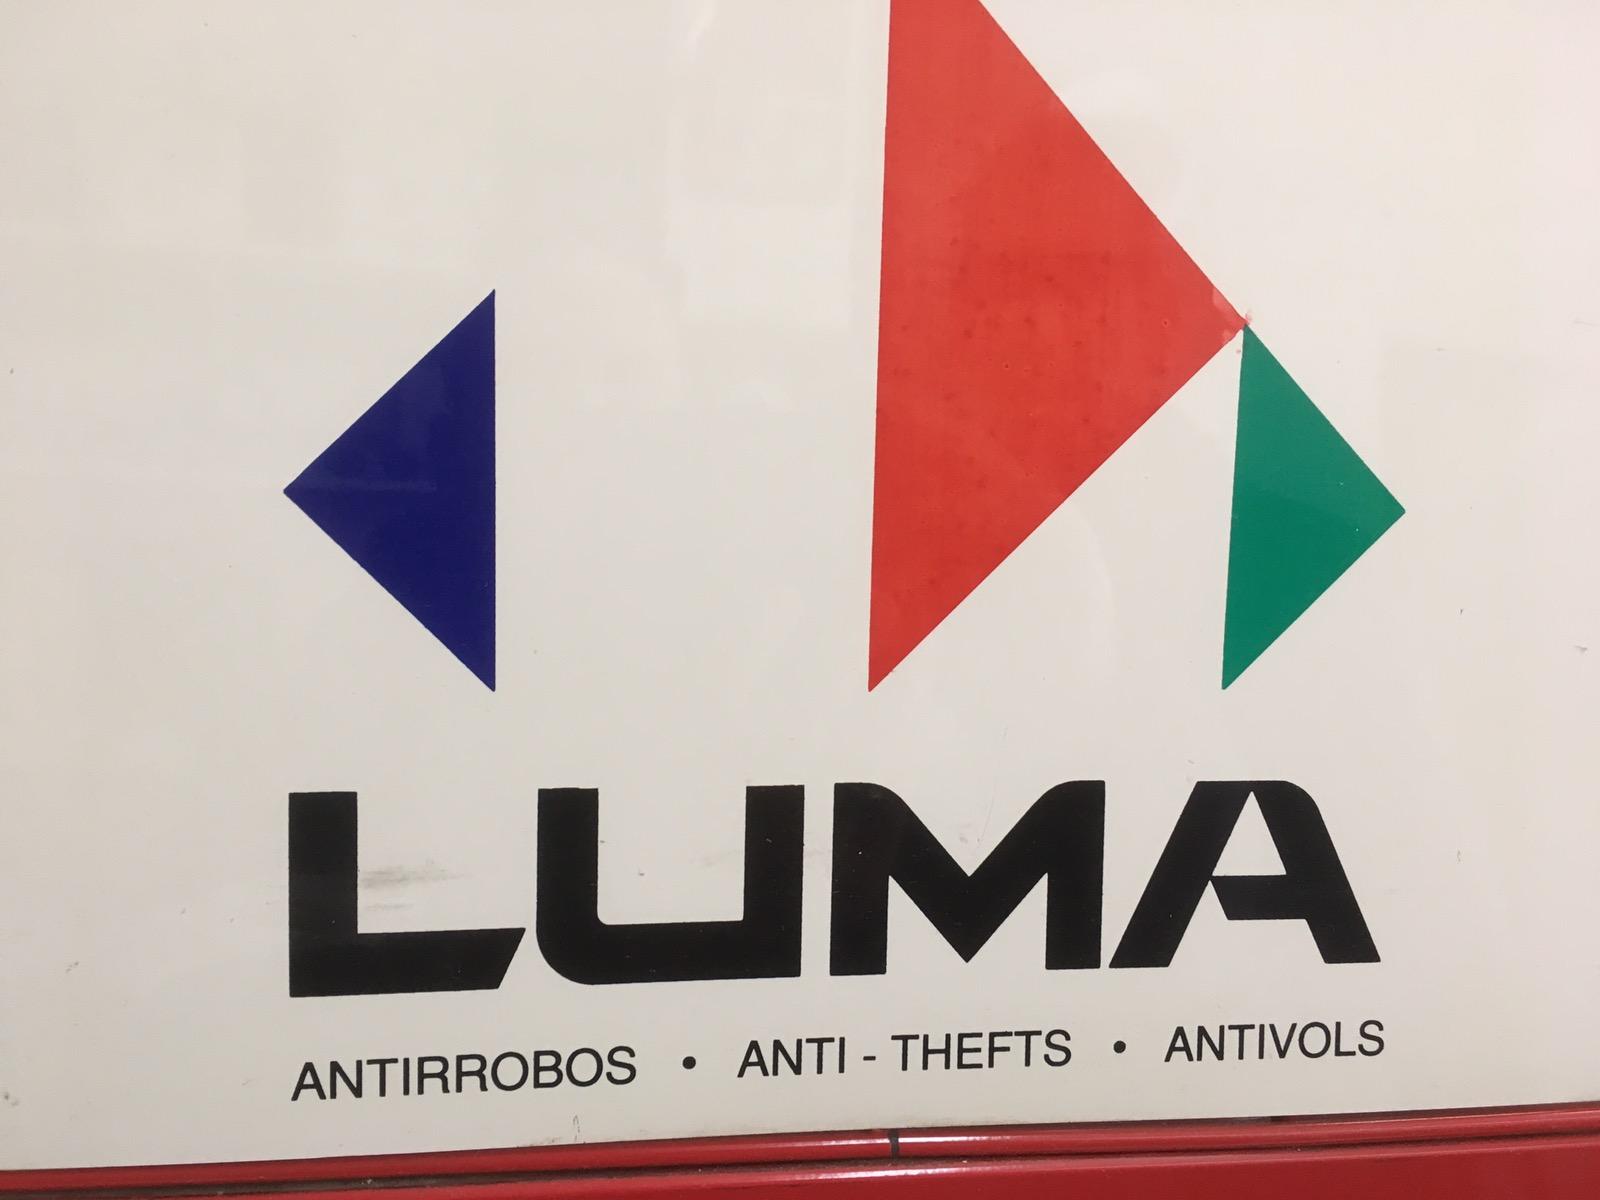 LUMA
ANTIRROBOS • ANTI - THEFTS • ANTIVOLS